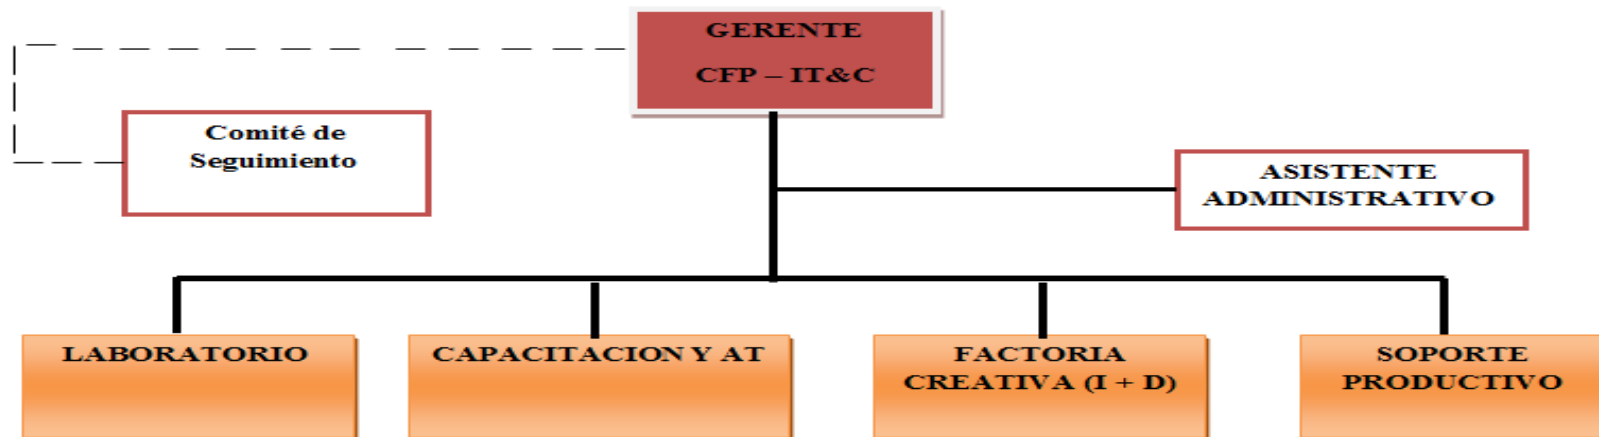 GERENTE
CFP – IT&C
Comité de
Seguimiento
ASISTENTE
ADMINISTRATIVO
LABORATORIO
CAPACITACION Y AT
FACTORIA
CREATIVA (I + D)
SOPORTE
PRODUCTIVO